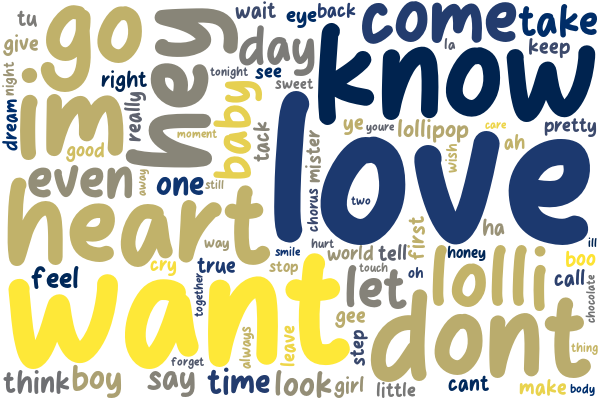 tu
give
go
hey
wait
eye
back
come
take
day
know
keep
la
night
dream
im
right
really
tonight
see
sweet
baby
moment
good
tack
mister
ye
youre
lollipop
care
pretty
wish
ah
love
even
away
one
still
chorus
two
heart
way
smile
hurt
world
tell
first
ha
honey
ill
boo
feel
cry
true
stop
touch
oh
lolli
call
chocolate
want
together
let
dont
gee
always
leave
step
forget
thing
think
boy
say
time
look
girl
little
cant
make
body